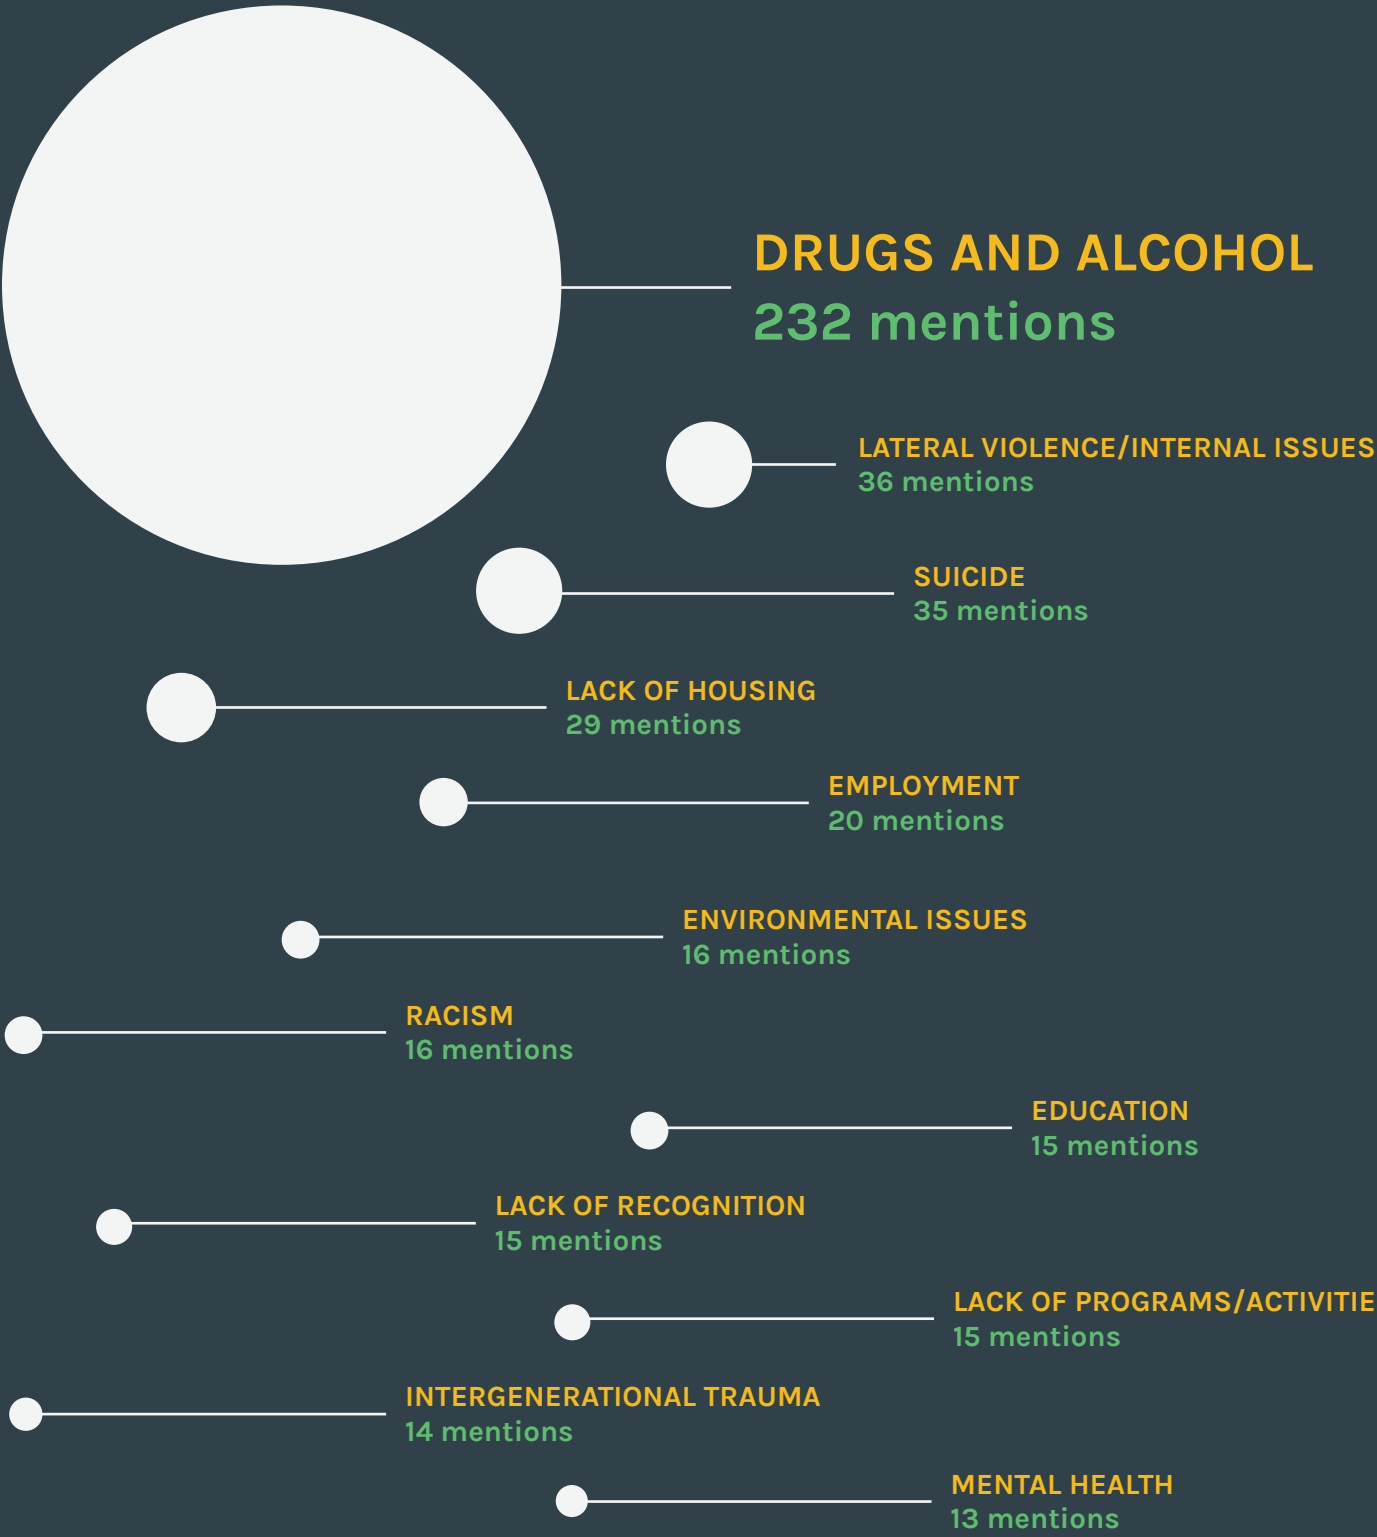 DRUGS AND ALCOHOL
232 mentions
LATERAL VIOLENCE/INTERNAL ISSUES
36 mentions
SUICIDE
35 mentions
LACK OF HOUSING
29 mentions
EMPLOYMENT
20 mentions
ENVIRONMENTAL ISSUES
16 mentions
RACISM
16 mentions
EDUCATION
15 mentions
LACK OF RECOGNITION
15 mentions
LACK OF PROGRAMS/ACTIVITIE
15 mentions
INTERGENERATIONAL TRAUMA
14 mentions
MENTAL HEALTH
13 mentions